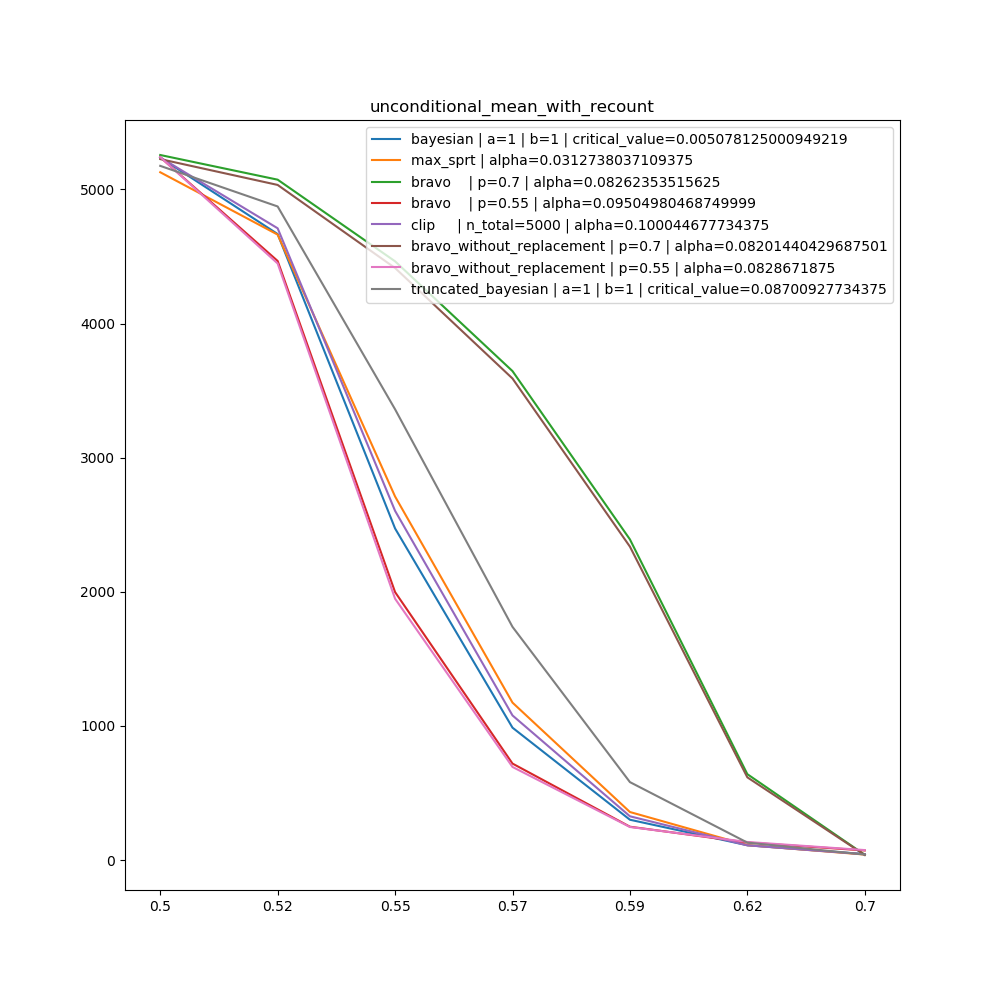 unconditional_mean_with_recount
bayesian | a=1 | b=1 | critical_value=0.005078125000949219
max_sprt | alpha=0.0312738037109375
bravo | p=0.7 | alpha=0.08262353515625
bravo | p=0.55 | alpha=0.09504980468749999
clip | n_total=5000 | alpha=0.100044677734375
bravo_without_replacement | p=0.7 | alpha=0.08201440429687501
bravo_without_replacement | p=0.55 | alpha=0.0828671875
truncated_bayesian | a=1 | b=1 | critical_value=0.08700927734375
5000
4000
3000
2000
1000
0
0.5 0.52 0.55 0.57 0.59 0.62 0.7